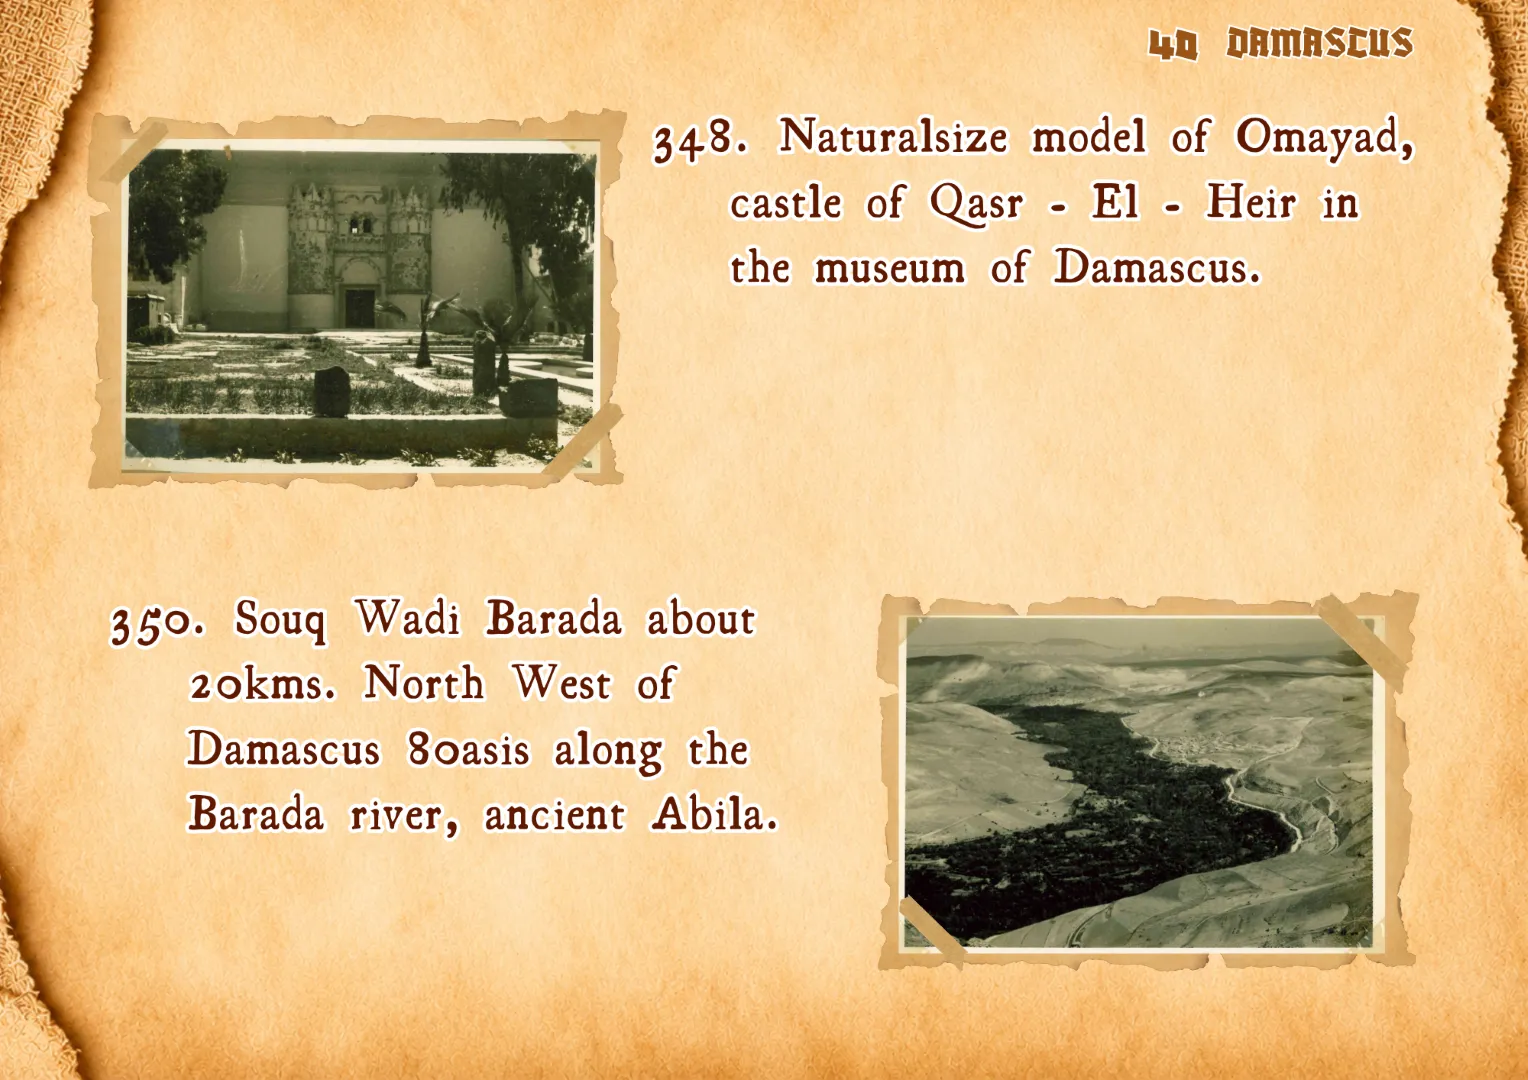 40 DAMASCUS
348. Naturalsize model of Omayad,
castle of Qasr - El - Heir in
the museum of Damascus.
350. Souq Wadi Barada about
20kms. North West of
Damascus 80asis along the
Barada river, ancient Abila.